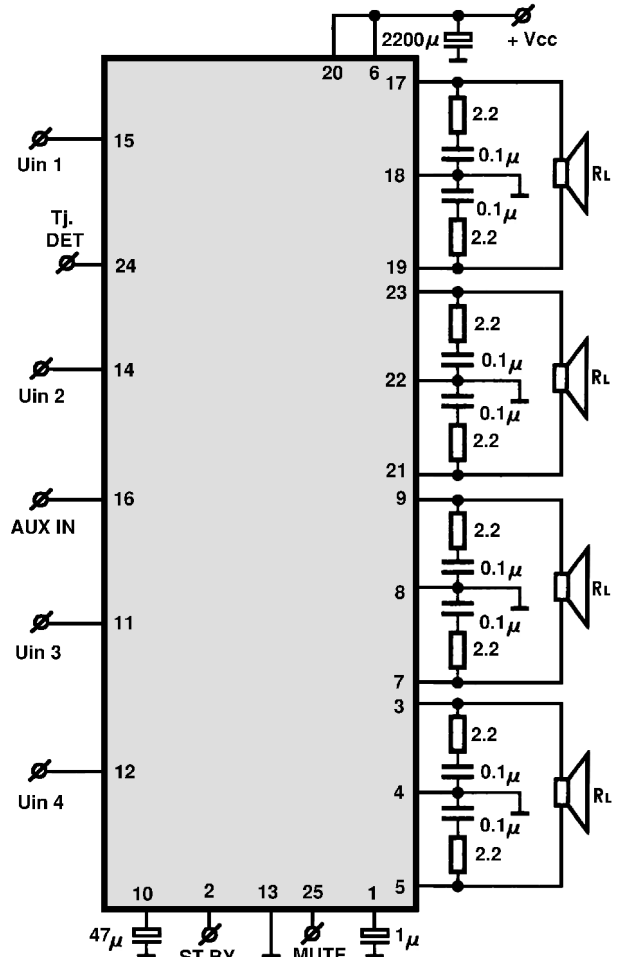 2200µ
+ Vcc
20
6
17
15
2.2
Uin 1
0.1µ
18
RL
0.1µ
2.2
Tj.
DET
24
19
23
2.2
14
0.1µ
22
RL
Uin 2
0.1µ
2.2
21
16
9
AUX IN
2.2
0.1µ
8
RL
11
0.1µ
Uin 3
2.2
7
3
2.2
12
0.1µ
4
RL
Uin 4
0.1µ
2.2
5
10
2
13
25
1
47µ
ST BY
MUTE
1µ